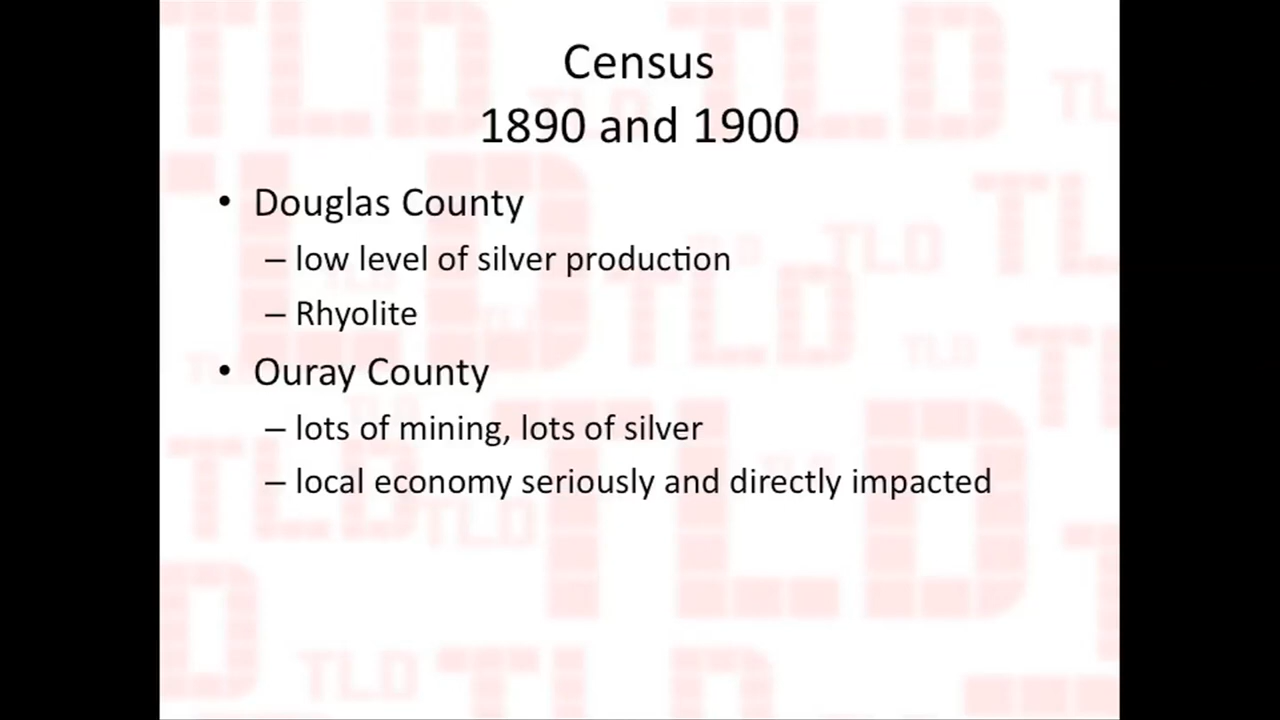 Census
1890 and 1900
• Douglas County
– low level of silver production
– Rhyolite
• Ouray County
– lots of mining, lots of silver
– local economy seriously and directly impacted
TLD